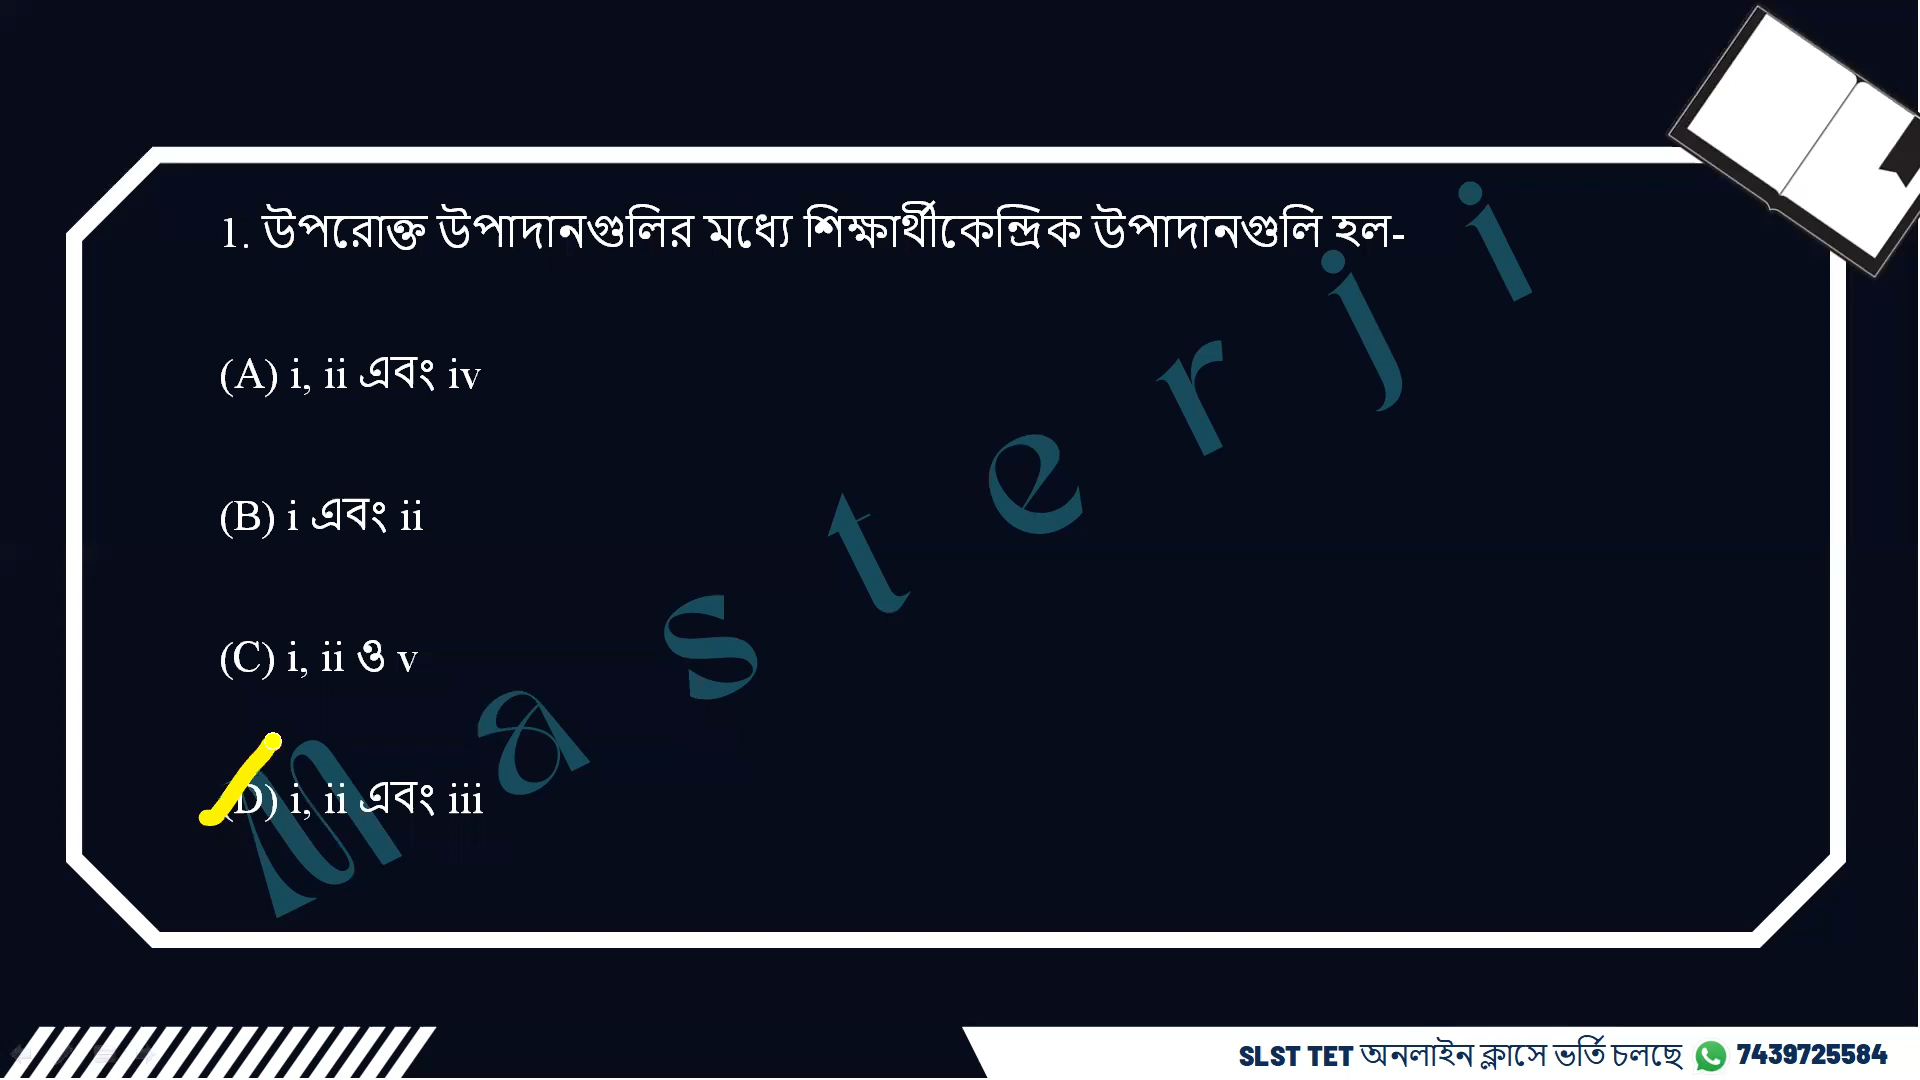 1. উপরোক্ত উপাদানগুলির মধ্যে শিক্ষার্থীকেন্দ্রিক উপাদানগুলি হল-
(A) i, ii এবং iv
(B) i এবং ii
(C) i, ii ও v
(D) i, ii এবং iii
Masterji
SLST TET অনলাইন ক্লাসে ভর্তি চলছে 7439725584